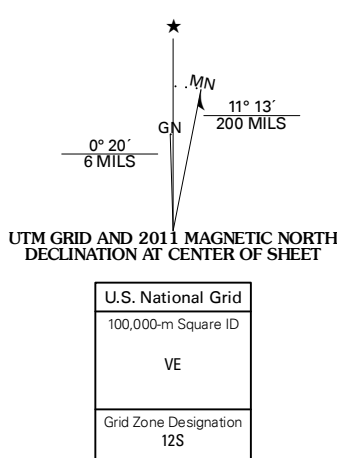 ★
MN
11° 13´
200 MILS
GN
0° 20´
6 MILS
UTM GRID AND 2011 MAGNETIC NORTH
DECLINATION AT CENTER OF SHEET
U.S. National Grid
100,000-m Square ID
VE
Grid Zone Designation
12S